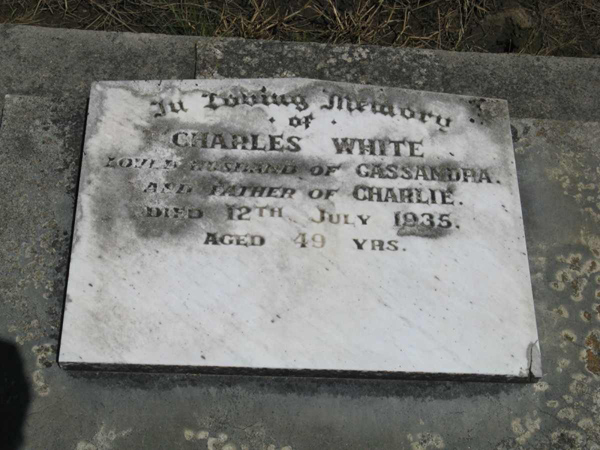 In Loving Memory
· of ·
CHARLES WHITE
LOVED HUSBAND OF CASSANDRA.
AND FATHER OF CHARLIE.
DIED 12TH JULY 1935.
AGED 49 YRS.